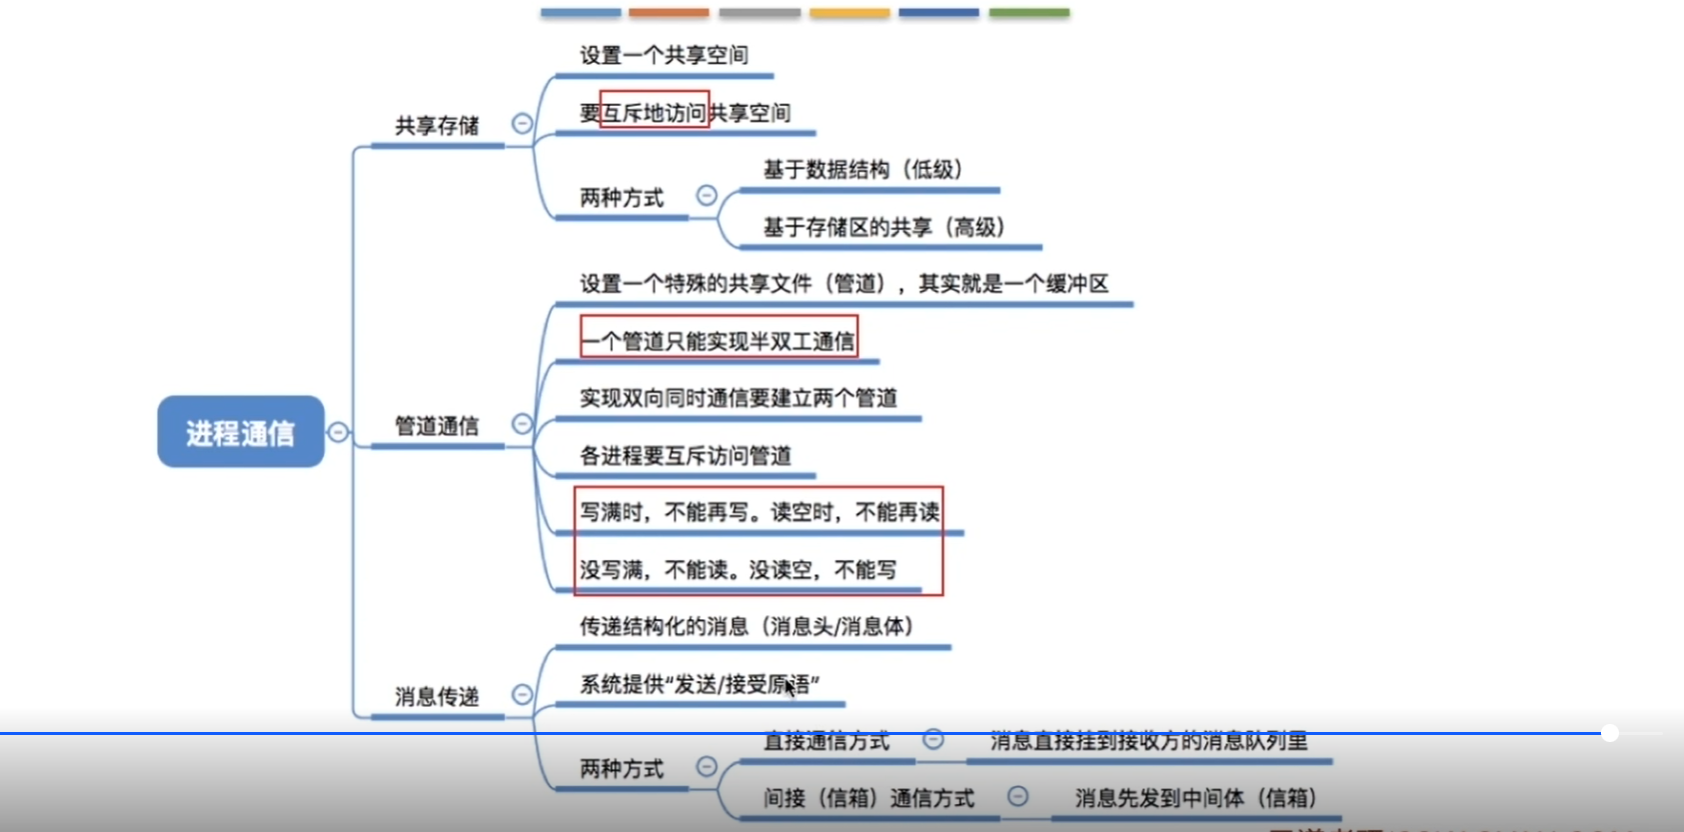 设置一个共享空间
要互斥地访问共享空间
共享存储
基于数据结构（低级）
两种方式
基于存储区的共享（高级）
设置一个特殊的共享文件（管道），其实就是一个缓冲区
一个管道只能实现半双工通信
实现双向同时通信要建立两个管道
管道通信
进程通信
各进程要互斥访问管道
写满时，不能再写。读空时，不能再读
没写满，不能读。没读空，不能写
传递结构化的消息（消息头/消息体）
系统提供“发送/接受原语”
消息传递
直接通信方式
消息直接挂到接收方的消息队列里
两种方式
间接（信箱）通信方式
消息先发到中间体（信箱）